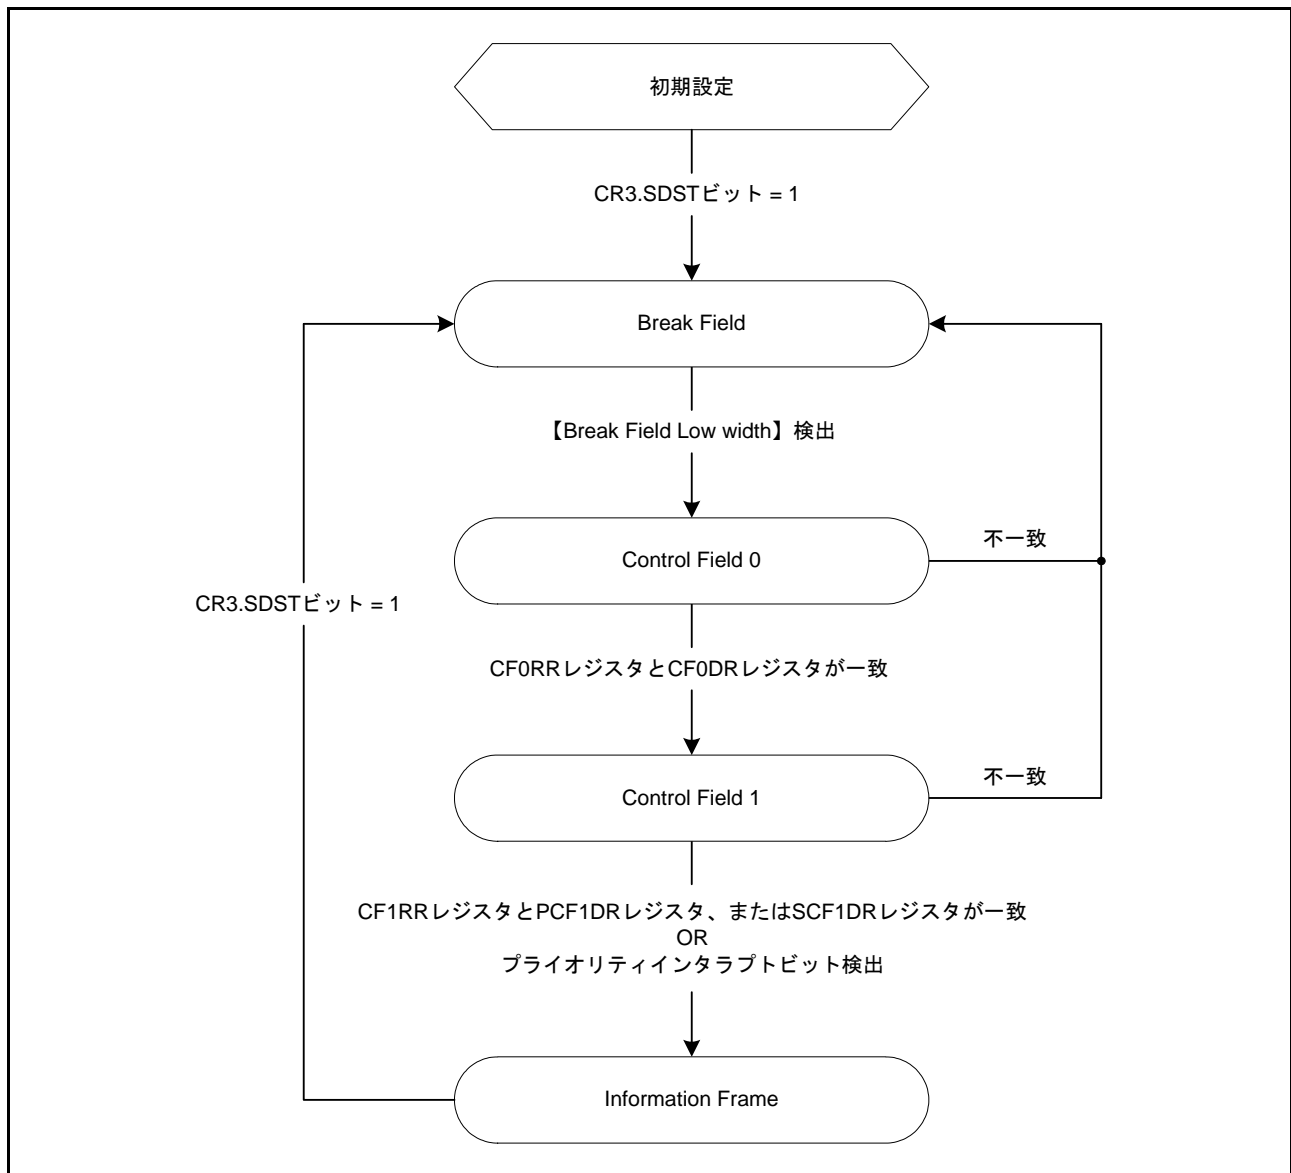 初期設定
CR3.SDSTビット = 1
Break Field
【Break Field Low width】検出
Control Field 0
不一致
CR3.SDSTビット = 1
CF0RRレジスタとCF0DRレジスタが一致
Control Field 1
不一致
CF1RRレジスタとPCF1DRレジスタ、またはSCF1DRレジスタが一致
OR
プライオリティインタラプトビット検出
Information Frame